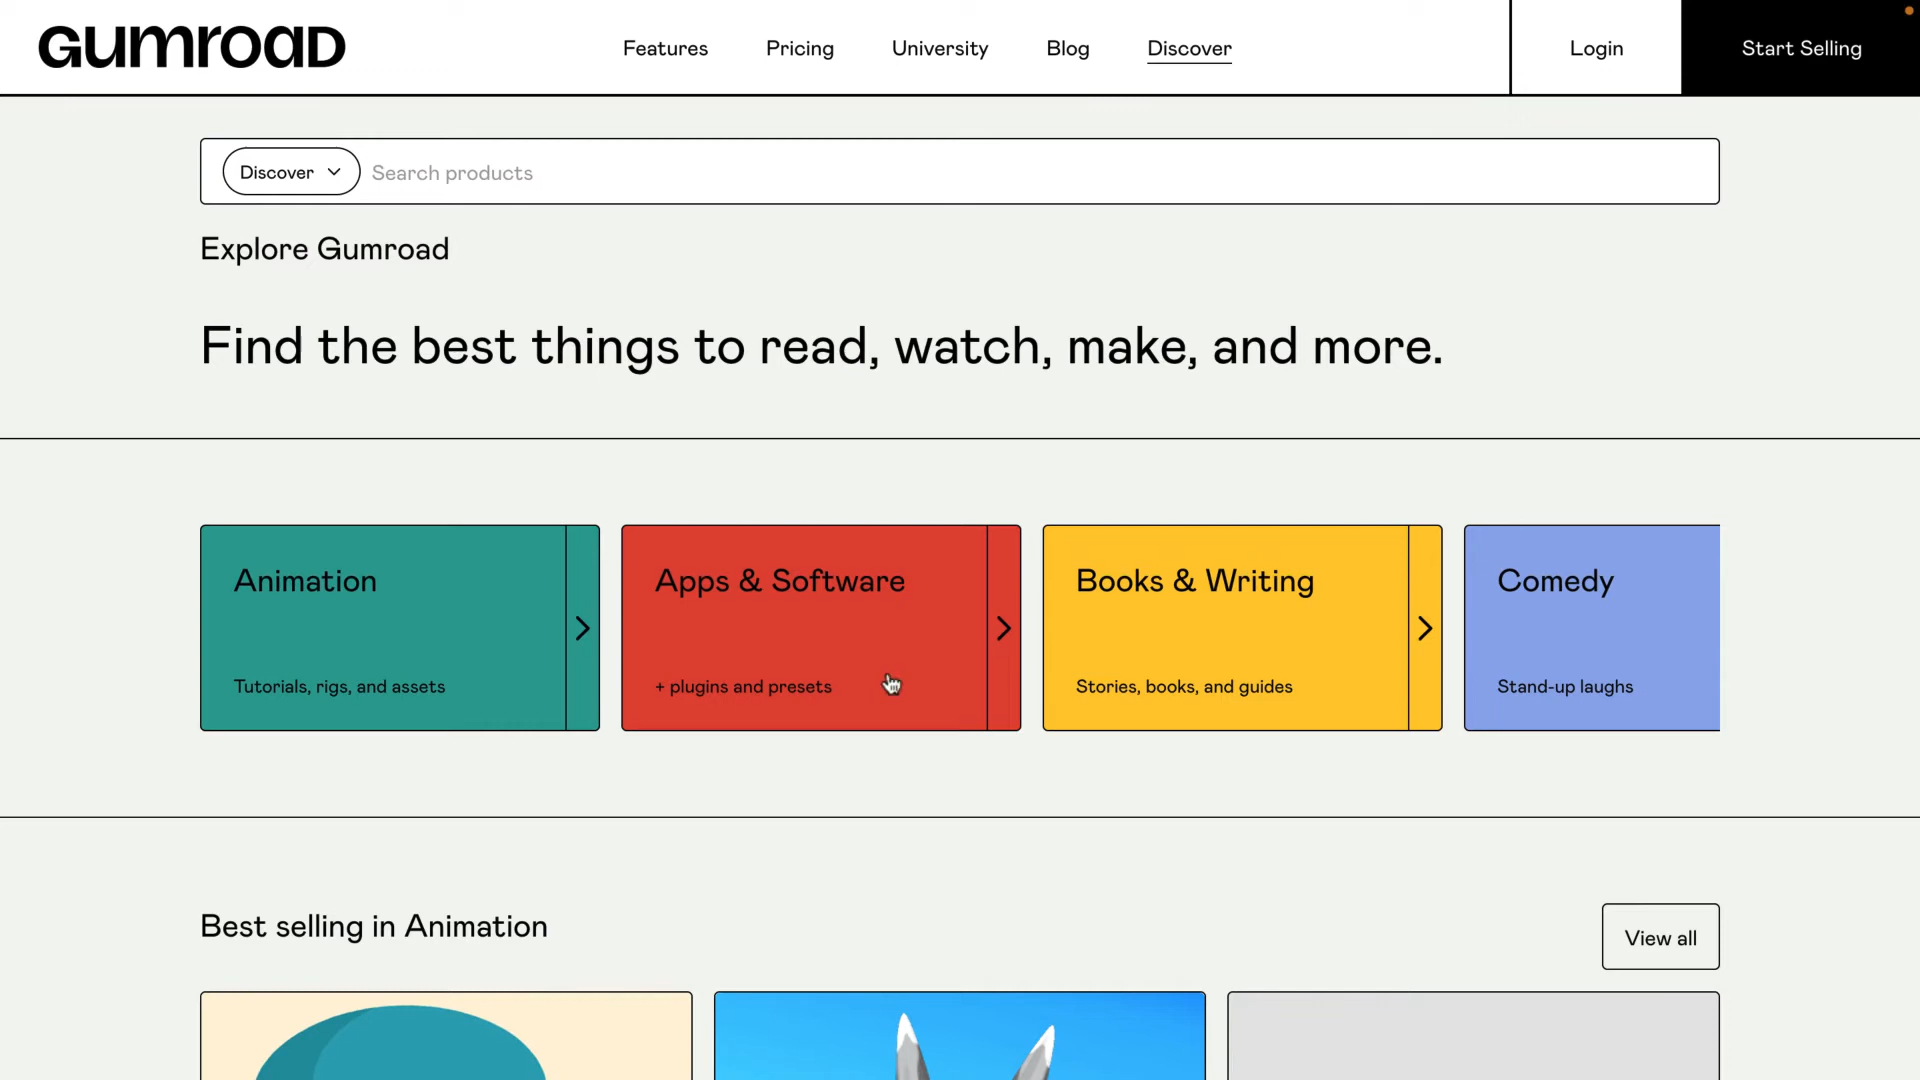 Gumroad
Features
Pricing
University
Blog
Discover
Login
Start Selling
Discover
Search products
Explore Gumroad
Find the best things to read, watch, make, and more.
Animation
Tutorials, rigs, and assets
Apps & Software
+ plugins and presets
Books & Writing
Stories, books, and guides
Comedy
Stand-up laughs
Best selling in Animation
View all